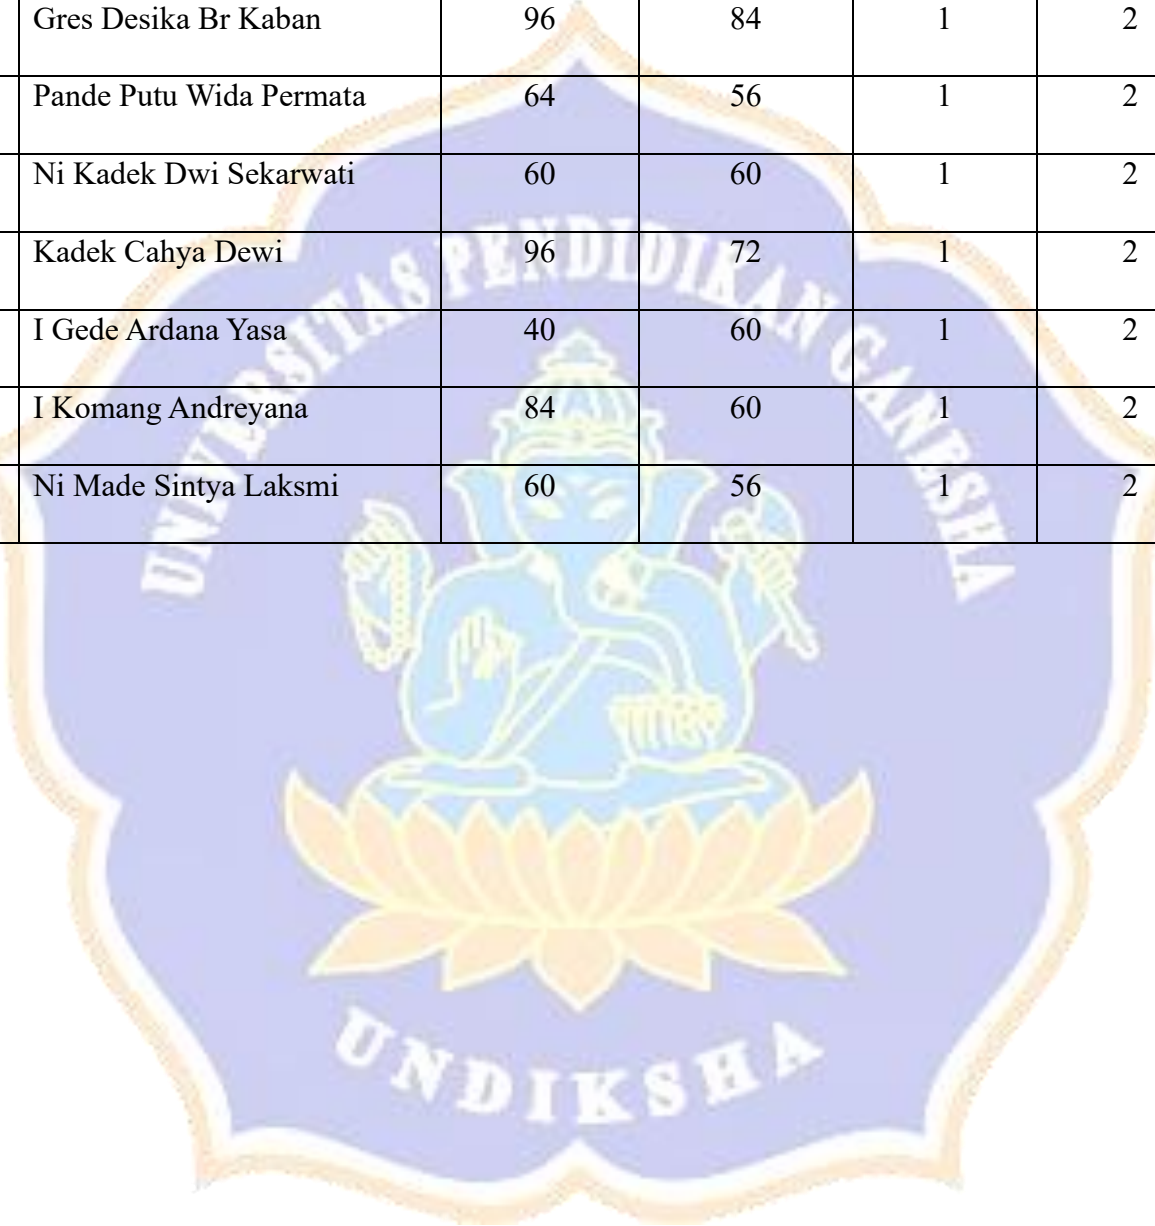 Gres Desika Br Kaban 96 84 1 2
Pande Putu Wida Permata 64 56 1 2
Ni Kadek Dwi Sekarwati 60 60 1 2
Kadek Cahya Dewi 96 72 1 2
I Gede Ardana Yasa 40 60 1 2
I Komang Andreyana 84 60 1 2
Ni Made Sintya Laksmi 60 56 1 2
UNIVERSITAS PENDIDIKAN GANESHA
UNDIKSHA